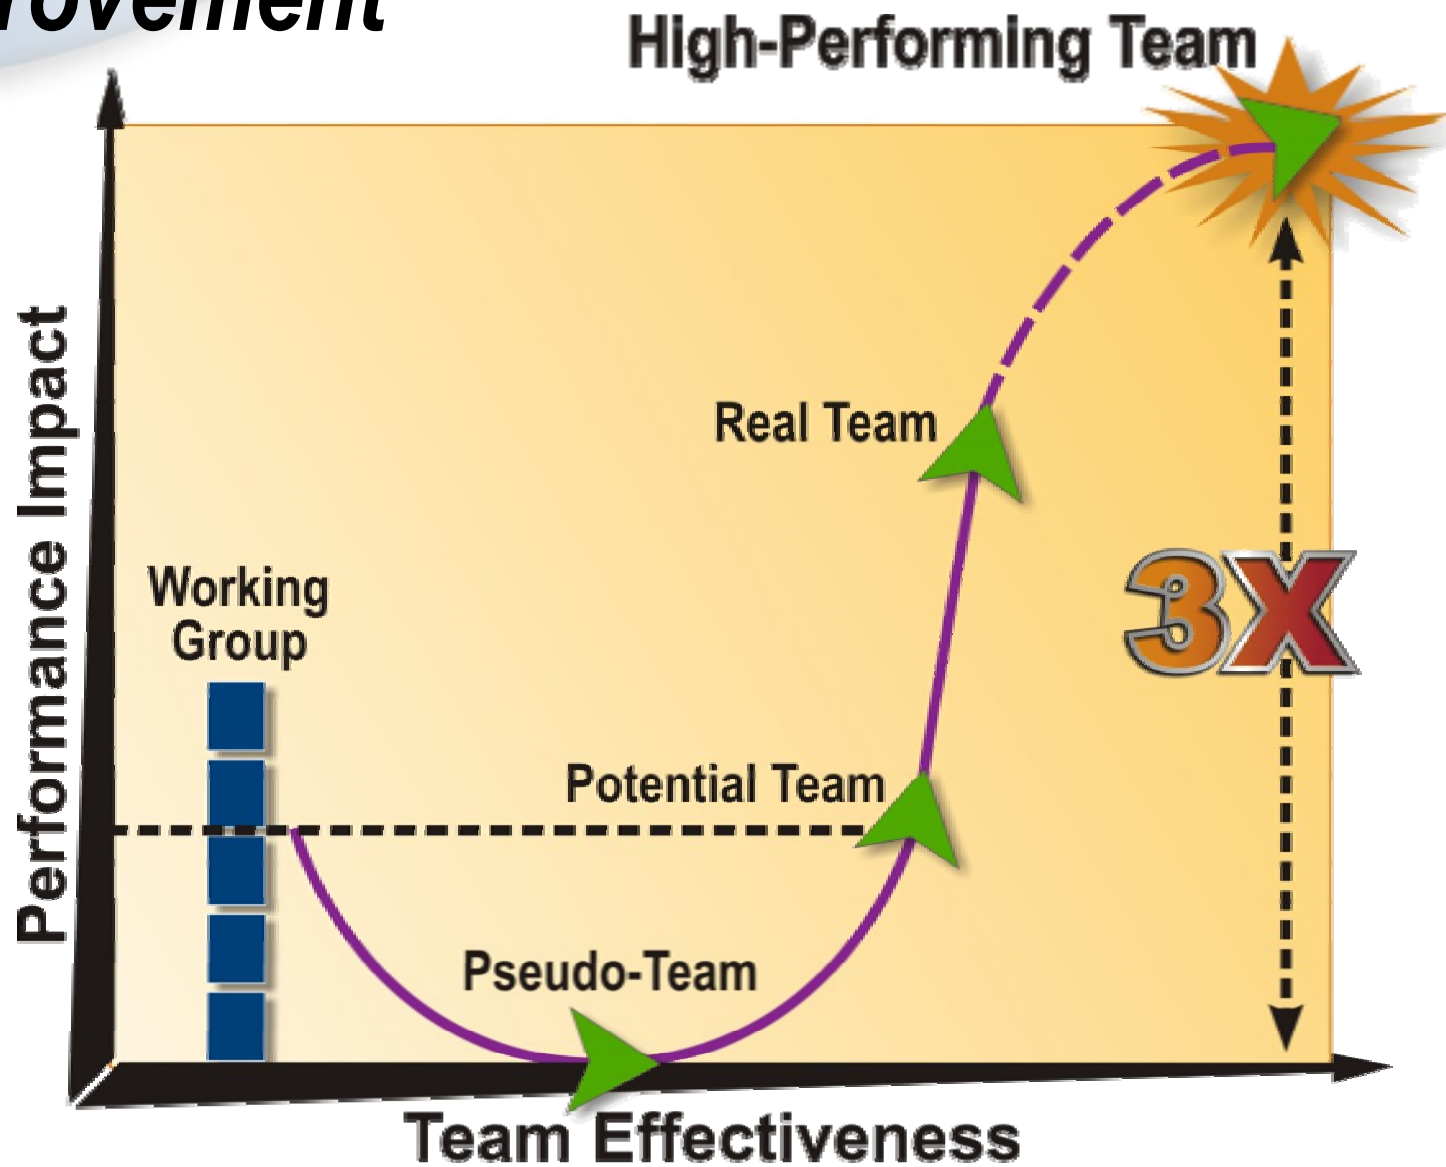 High-Performing Team
Performance Impact
Real Team
Working
Group
3X
Potential Team
Pseudo-Team
Team Effectiveness